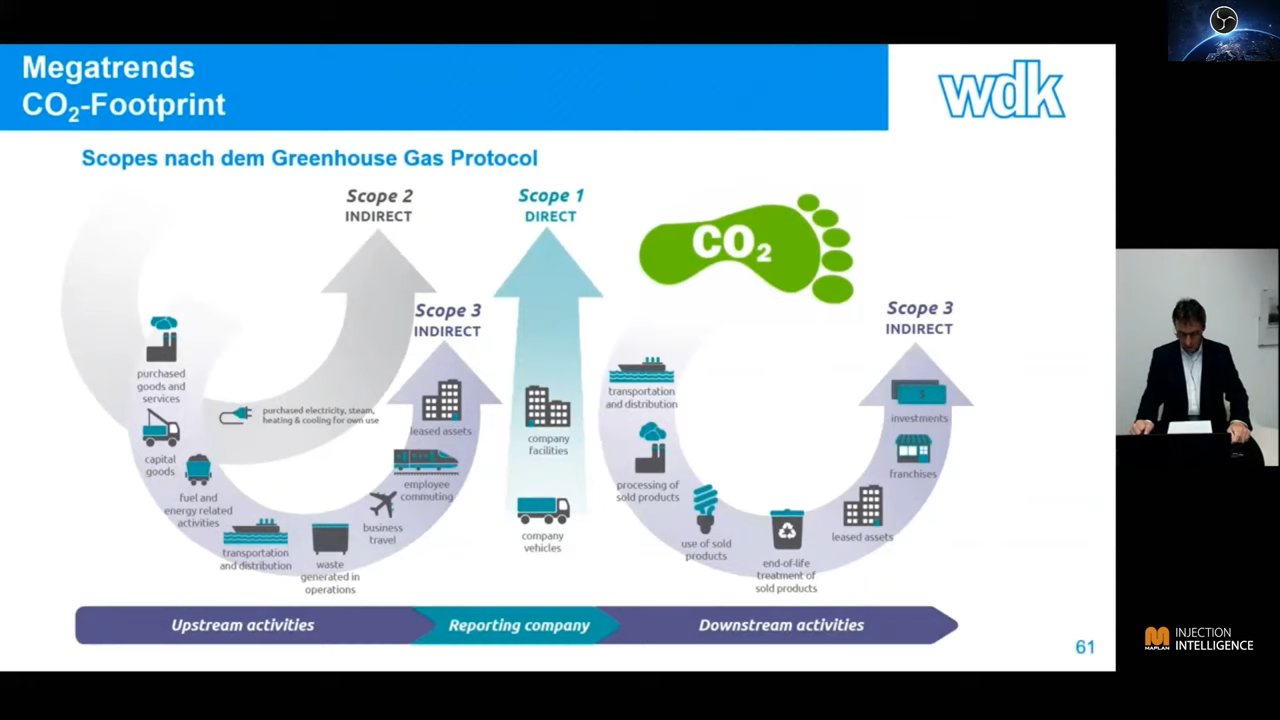 Megatrends
CO₂-Footprint
wdk
Scopes nach dem Greenhouse Gas Protocol
Scope 2
INDIRECT
Scope 1
DIRECT
CO₂
Scope 3
INDIRECT
Scope 3
INDIRECT
purchased
goods and
services
capital
goods
fuel and
energy related
activities
transportation
and distribution
waste
generated in
operations
business
travel
employee
commuting
leased assets
purchased electricity, steam,
heating & cooling for own use
company
facilities
company
vehicles
transportation
and distribution
processing of
sold products
use of sold
products
end-of-life
treatment of
sold products
leased assets
franchises
investments
$
Upstream activities
Reporting company
Downstream activities
61
MAPLAN
INJECTION
INTELLIGENCE